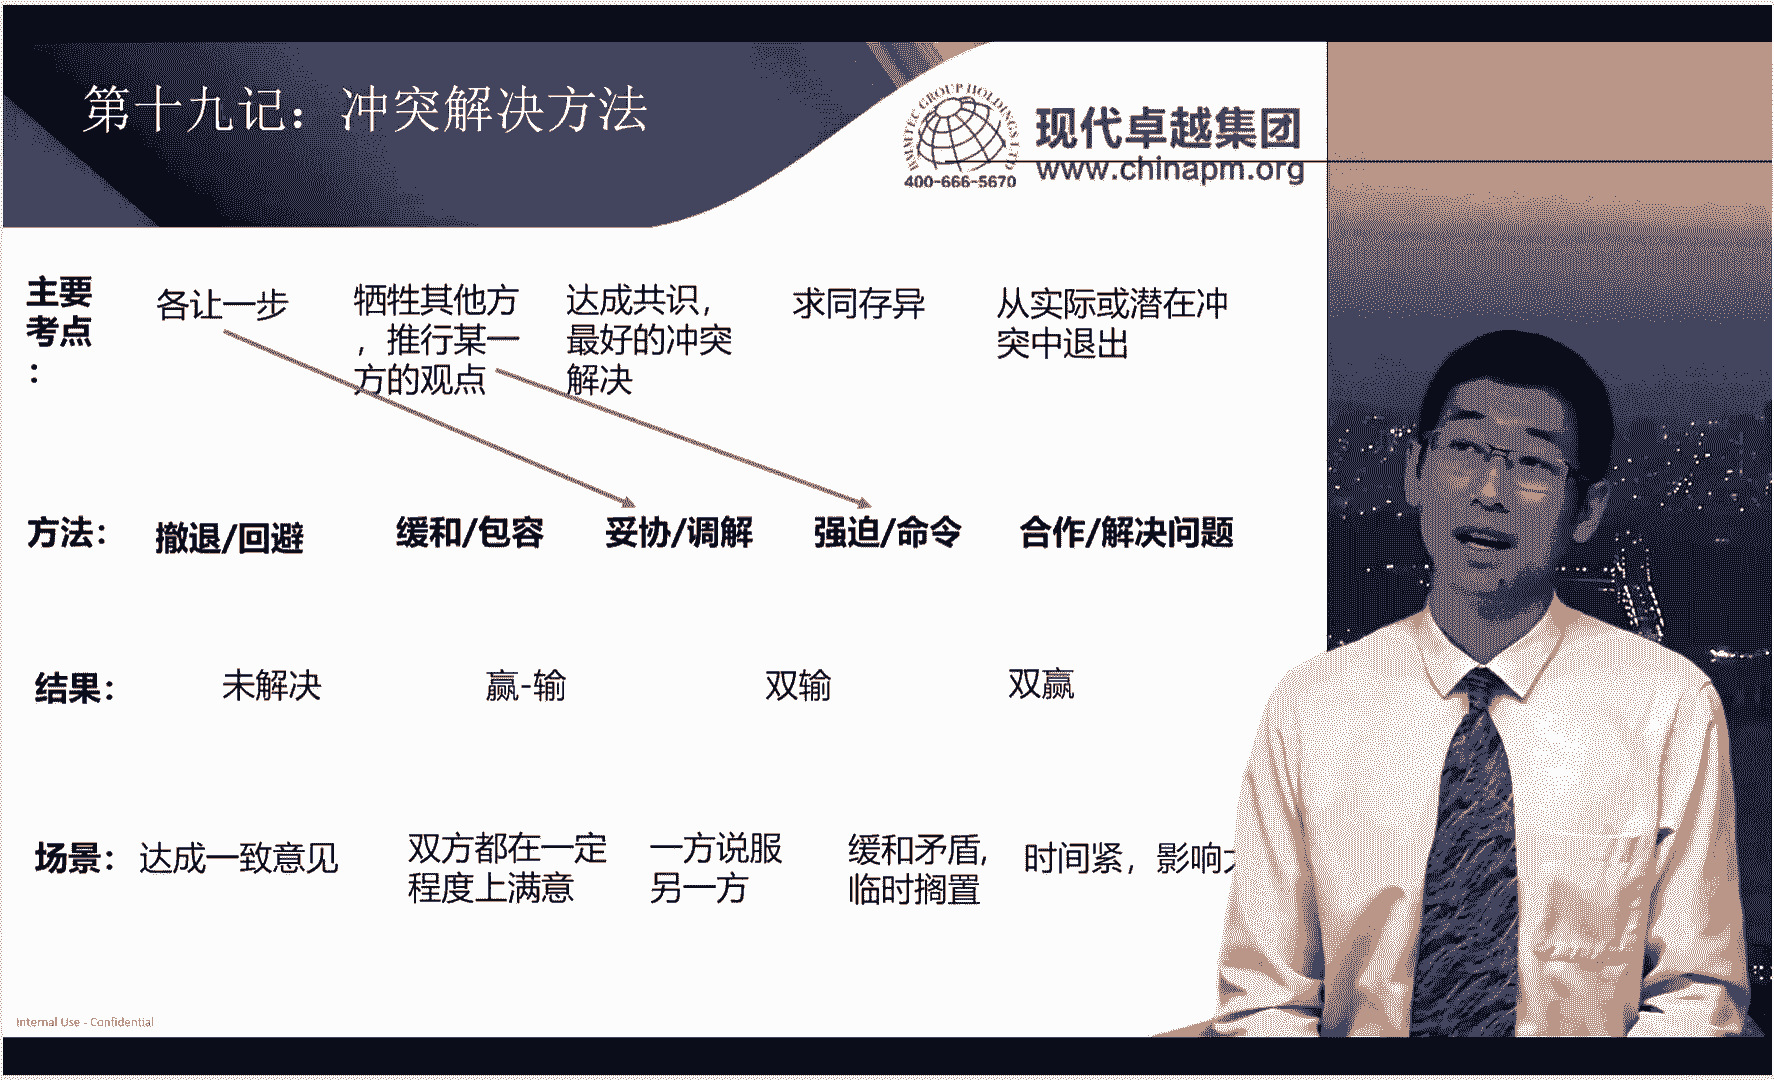 第十九记：冲突解决方法
HMMITEC GROUP HOLDINGS LTD
400-666-5670
现代卓越集团
www.chinapm.org
主要
考点
：
各让一步
牺牲其他方
，推行某一
方的观点
达成共识，
最好的冲突
解决
求同存异
从实际或潜在冲
突中退出
方法：
撤退/回避
缓和/包容
妥协/调解
强迫/命令
合作/解决问题
结果：
未解决
赢-输
双输
双赢
场景：
达成一致意见
双方都在一定
程度上满意
一方说服
另一方
缓和矛盾,
临时搁置
时间紧，影响
Internal Use - Confidential